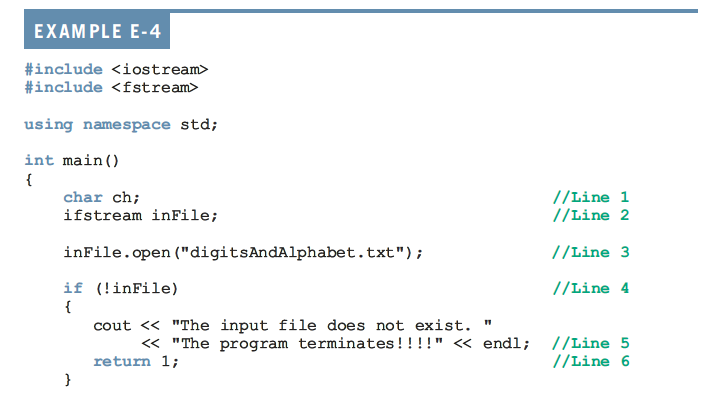 EXAMPLE E-4
#include <iostream>
#include <fstream>
using namespace std;
int main()
{
char ch; //Line 1
ifstream inFile; //Line 2
inFile.open("digitsAndAlphabet.txt"); //Line 3
if (!inFile) //Line 4
{
cout << "The input file does not exist. "
<< "The program terminates!!!!" << endl; //Line 5
return 1; //Line 6
}